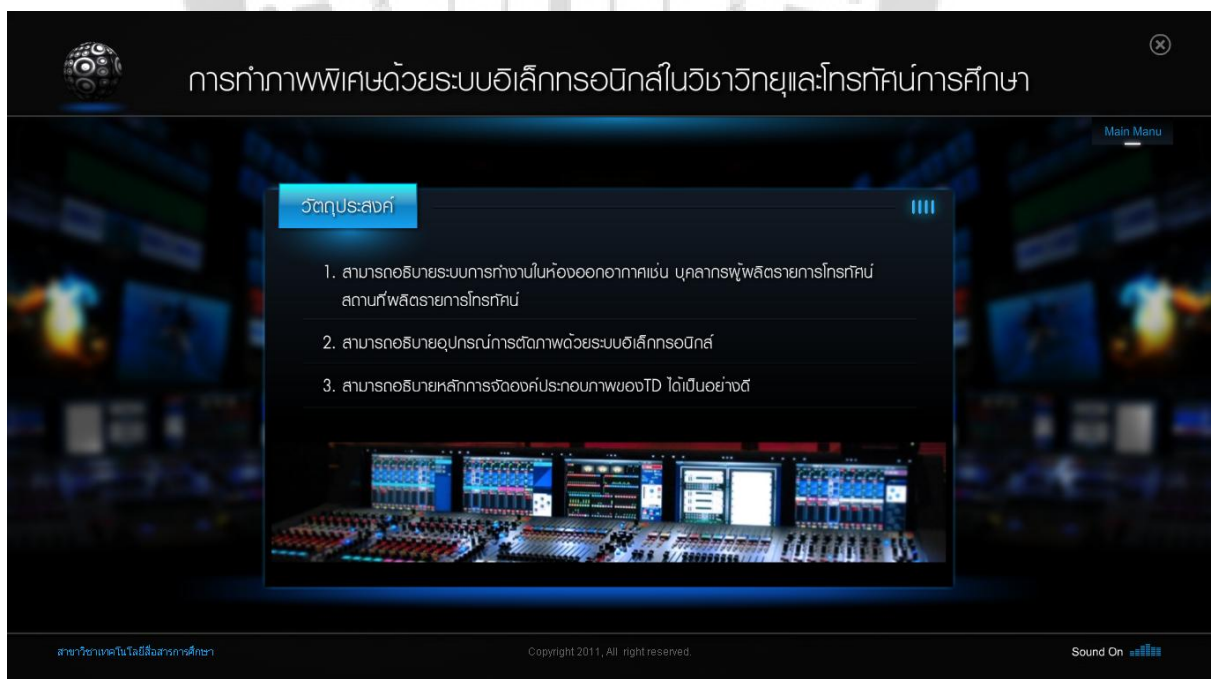 การทำภาพพิเศษด้วยระบบอิเล็กทรอนิกส์ในวิชาวิทยุและโทรทัศน์การศึกษา
Main Manu
วัตถุประสงค์
1. สามารถอธิบายระบบการทำงานในห้องออกอากาศเช่น บุคลากรผู้ผลิตรายการโทรทัศน์
สถานที่ผลิตรายการโทรทัศน์
2. สามารถอธิบายอุปกรณ์การตัดภาพด้วยระบบอิเล็กทรอนิกส์
3. สามารถอธิบายหลักการจัดองค์ประกอบภาพของTD ได้เป็นอย่างดี
สาขาวิชาเทคโนโลยีสื่อสารการศึกษา
Copyright 2011, All right reserved.
Sound On